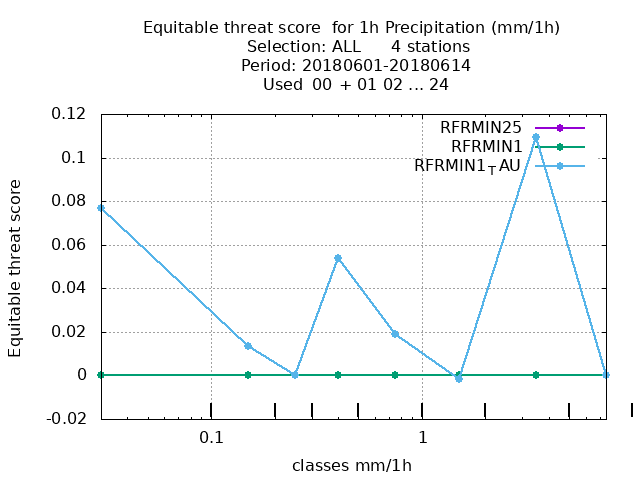 Equitable threat score  for 1h Precipitation (mm/1h)
Selection: ALL      4 stations
Period: 20180601-20180614
Used  00  + 01 02 ... 24
RFRMIN25
RFRMIN1
RFRMIN1TAU
0.12
0.1
0.08
0.06
0.04
0.02
0
-0.02
Equitable threat score
0.1
1
classes mm/1h